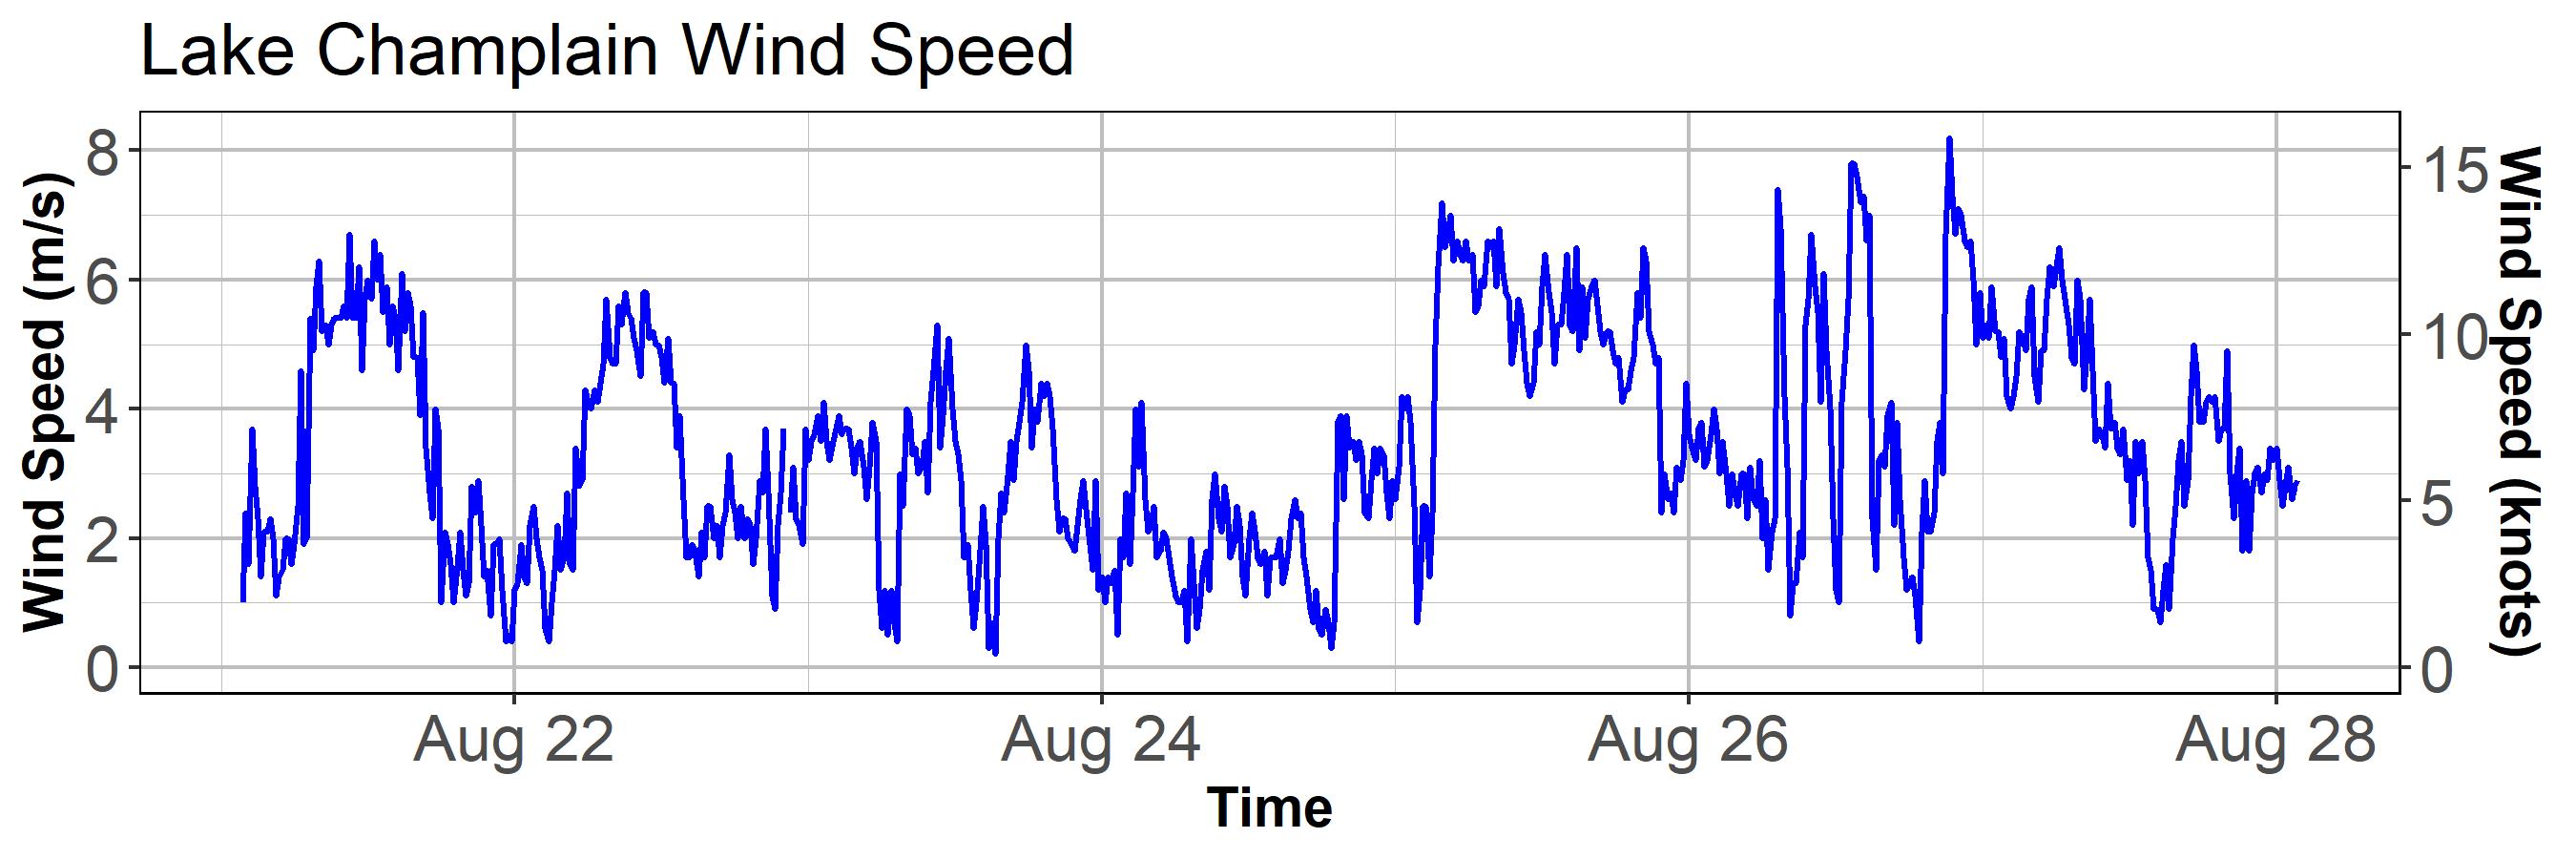 Lake Champlain Wind Speed
Wind Speed (m/s)
8
6
4
2
0
15
10
5
0
Wind Speed (knots)
Aug 22
Aug 24
Aug 26
Aug 28
Time